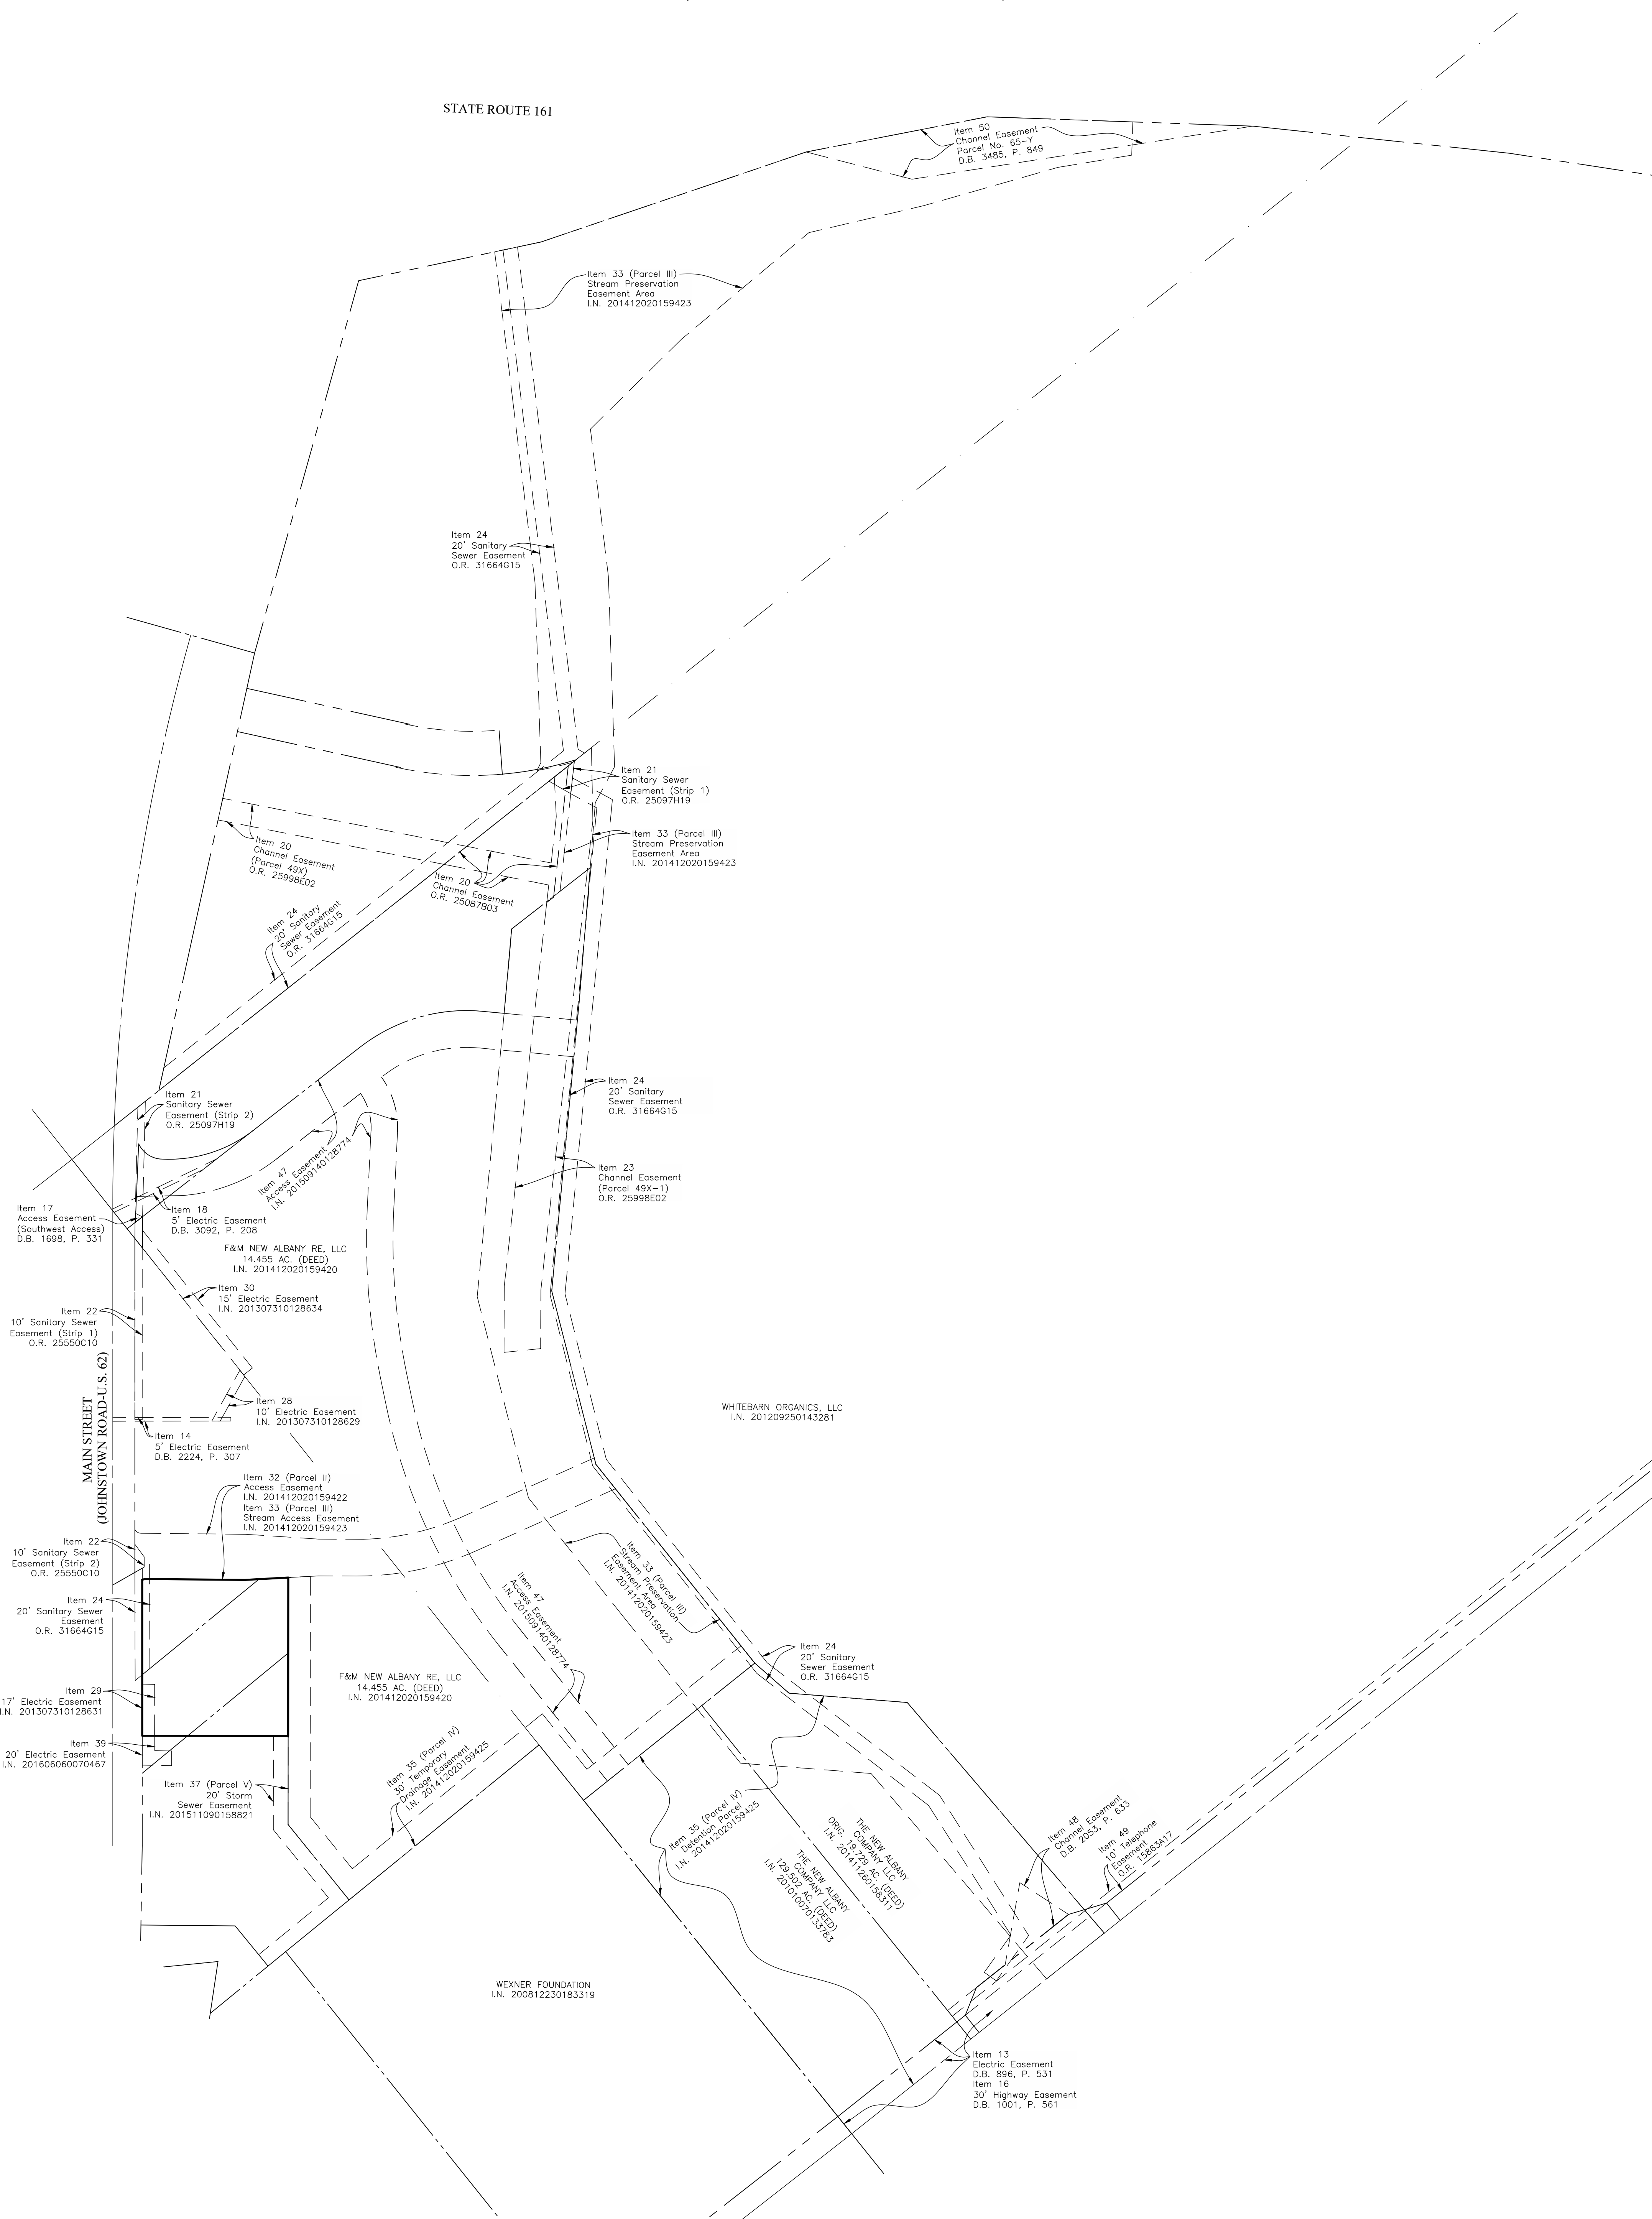 STATE ROUTE 161
Item 50
Channel Easement
Parcel No. 65-Y
D.B. 3485, P. 849
Item 33 (Parcel III)
Stream Preservation
Easement Area
I.N. 201412020159423
Item 24
20' Sanitary
Sewer Easement
O.R. 31664G15
Item 21
Sanitary Sewer
Easement (Strip 1)
O.R. 25097H19
Item 33 (Parcel III)
Stream Preservation
Easement Area
I.N. 201412020159423
Item 20
Channel Easement
(Parcel 49X)
O.R. 25998E02
Item 20
Channel Easement
O.R. 25087B03
Item 24
20' Sanitary
Sewer Easement
O.R. 31664G15
Item 21
Sanitary Sewer
Easement (Strip 2)
O.R. 25097H19
Item 24
20' Sanitary
Sewer Easement
O.R. 31664G15
Item 47
Access Easement
I.N. 201509140128774
Item 23
Channel Easement
(Parcel 49X-1)
O.R. 25998E02
Item 17
Access Easement
(Southwest Access)
D.B. 1698, P. 331
Item 18
5' Electric Easement
D.B. 3092, P. 208
F&M NEW ALBANY RE, LLC
14.455 AC. (DEED)
I.N. 201412020159420
Item 30
15' Electric Easement
I.N. 201307310128634
Item 22
10' Sanitary Sewer
Easement (Strip 1)
O.R. 25550C10
MAIN STREET
(JOHNSTOWN ROAD-U.S. 62)
Item 28
10' Electric Easement
I.N. 201307310128629
Item 14
5' Electric Easement
D.B. 2224, P. 307
WHITEBARN ORGANICS, LLC
I.N. 201209250143281
Item 32 (Parcel II)
Access Easement
I.N. 201412020159422
Item 33 (Parcel III)
Stream Access Easement
I.N. 201412020159423
Item 22
10' Sanitary Sewer
Easement (Strip 2)
O.R. 25550C10
Item 33 (Parcel III)
Stream Preservation
Easement Area
I.N. 201412020159423
Item 47
Access Easement
I.N. 201509140128774
Item 24
20' Sanitary Sewer
Easement
O.R. 31664G15
Item 24
20' Sanitary
Sewer Easement
O.R. 31664G15
F&M NEW ALBANY RE, LLC
14.455 AC. (DEED)
I.N. 201412020159420
Item 29
17' Electric Easement
I.N. 201307310128631
Item 39
20' Electric Easement
I.N. 201606060070467
Item 35 (Parcel IV)
30' Temporary
Drainage Easement
I.N. 201412020159425
Item 37 (Parcel V)
20' Storm
Sewer Easement
I.N. 201511090158821
Item 35 (Parcel IV)
Detention Parcel
I.N. 201412020159425
THE NEW ALBANY
COMPANY LLC
ORIG. 19.729 AC. (DEED)
I.N. 201411260158311
THE NEW ALBANY
COMPANY LLC
129.502 AC. (DEED)
I.N. 201010070133783
Item 48
Channel Easement
D.B. 2053, P. 633
Item 49
10' Telephone
Easement
O.R. 15863A17
WEXNER FOUNDATION
I.N. 200812230183319
Item 13
Electric Easement
D.B. 896, P. 531
Item 16
30' Highway Easement
D.B. 1001, P. 561